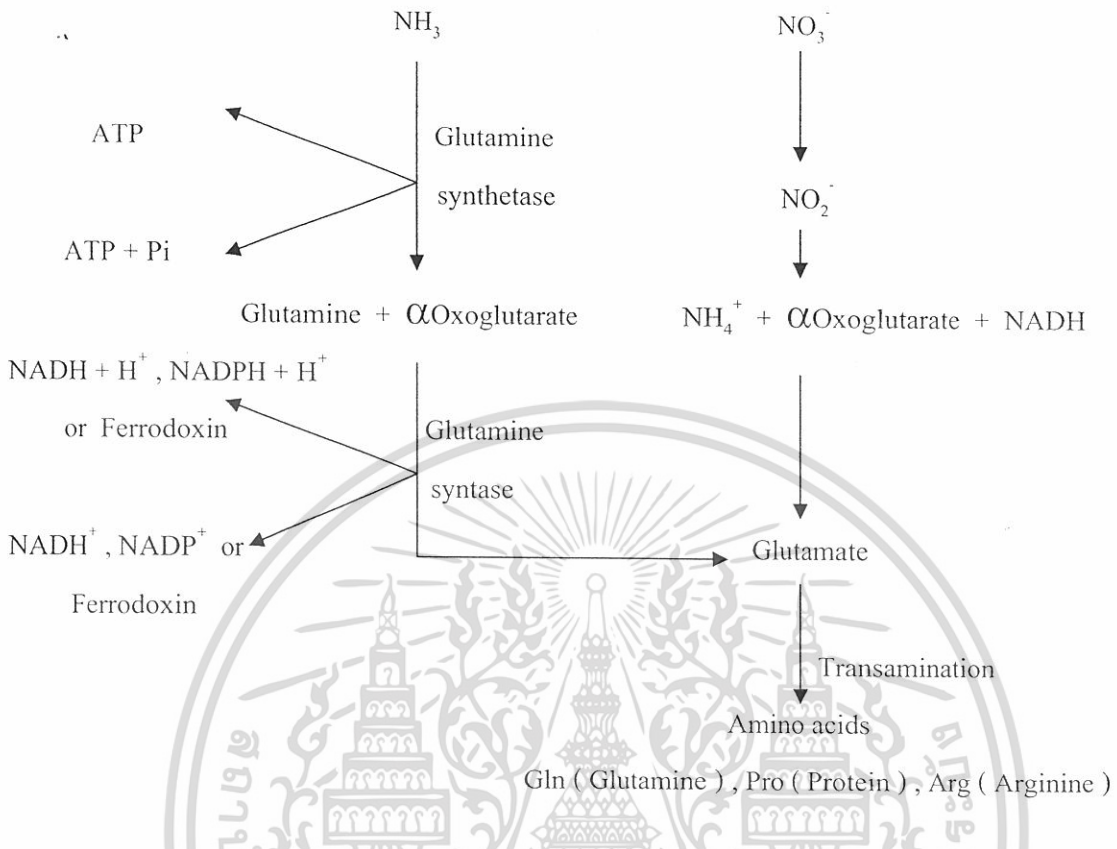 NH₃
NO₃⁻
ATP
Glutamine
synthetase
NO₂⁻
ATP + Pi
Glutamine + αOxoglutarate
NH₄⁺ + αOxoglutarate + NADH
NADH + H⁺ , NADPH + H⁺
or Ferrodoxin
Glutamine
syntase
NADH⁺ , NADP⁺ or
Ferrodoxin
Glutamate
Transamination
Amino acids
Gln ( Glutamine ) , Pro ( Protein ) , Arg ( Arginine )